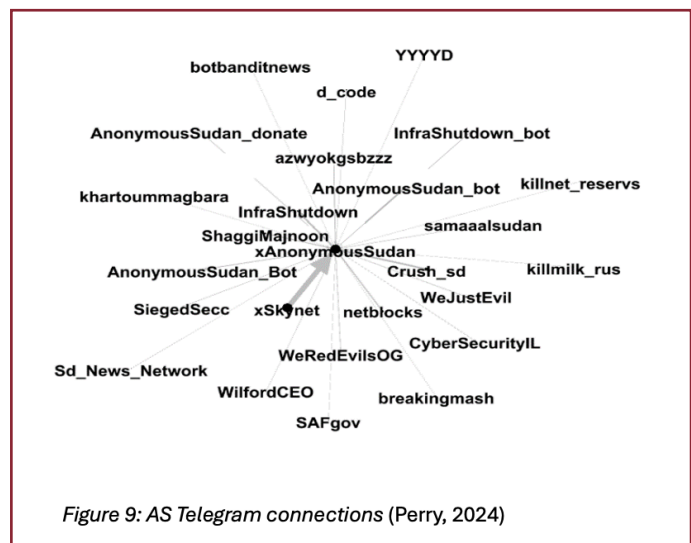 YYYYD
botbanditnews
d_code
AnonymousSudan_donate
InfraShutdown_bot
azwyokgsbzzz
AnonymousSudan_bot
killnet_reservs
khartoummagbara
InfraShutdown
samaaalsudan
ShaggiMajnoon
xAnonymousSudan
AnonymousSudan_Bot
Crush_sd
killmilk_rus
WeJustEvil
SiegedSecc
xSkynet
netblocks
CyberSecurityIL
WeRedEvilsOG
Sd_News_Network
WilfordCEO
breakingmash
SAFgov
Figure 9: AS Telegram connections (Perry, 2024)